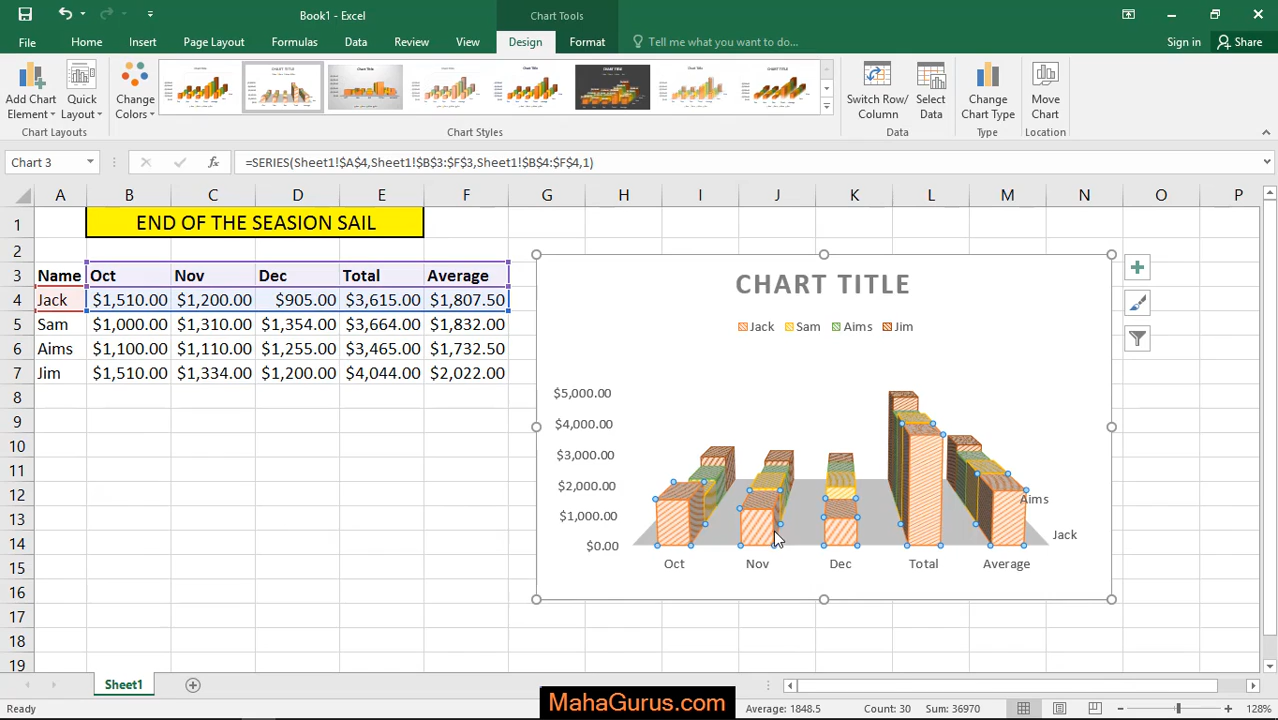 Book1 - Excel
Chart Tools
File Home Insert Page Layout Formulas Data Review View Design Format Tell me what you want to do... Sign in Share
Add Chart Element Quick Layout Change Colors Switch Row/ Column Select Data Change Chart Type Move Chart
Chart Layouts Chart Styles Data Type Location
Chart 3 fx =SERIES(Sheet1!$A$4,Sheet1!$B$3:$F$3,Sheet1!$B$4:$F$4,1)
A B C D E F G H I J K L M N O P
1 END OF THE SEASION SAIL
2
3 Name Oct Nov Dec Total Average
4 Jack $1,510.00 $1,200.00 $905.00 $3,615.00 $1,807.50
5 Sam $1,000.00 $1,310.00 $1,354.00 $3,664.00 $1,832.00
6 Aims $1,100.00 $1,110.00 $1,255.00 $3,465.00 $1,732.50
7 Jim $1,510.00 $1,334.00 $1,200.00 $4,044.00 $2,022.00
8
9
10
11
12
13
14
15
16
17
18
19
CHART TITLE
Jack Sam Aims Jim
$5,000.00
$4,000.00
$3,000.00
$2,000.00
$1,000.00
$0.00
Aims
Jack
Oct Nov Dec Total Average
Sheet1
Ready
MahaGurus.com
Average: 1848.5 Count: 30 Sum: 36970 128%